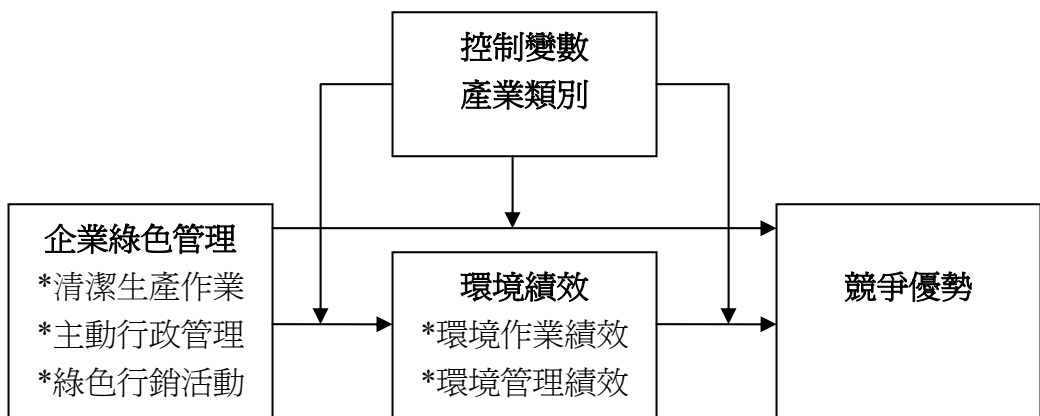 控制變數
產業類別
企業綠色管理
*清潔生產作業
*主動行政管理
*綠色行銷活動
環境績效
*環境作業績效
*環境管理績效
競爭優勢